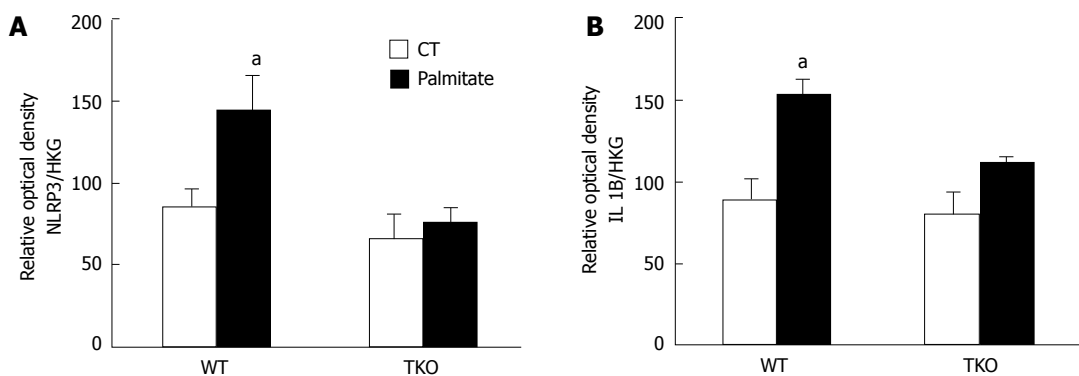 A
Relative optical density
NLRP3/HKG
200
150
100
50
0
a
CT
Palmitate
WT
TKO
B
Relative optical density
IL 1B/HKG
200
150
100
50
0
a
WT
TKO